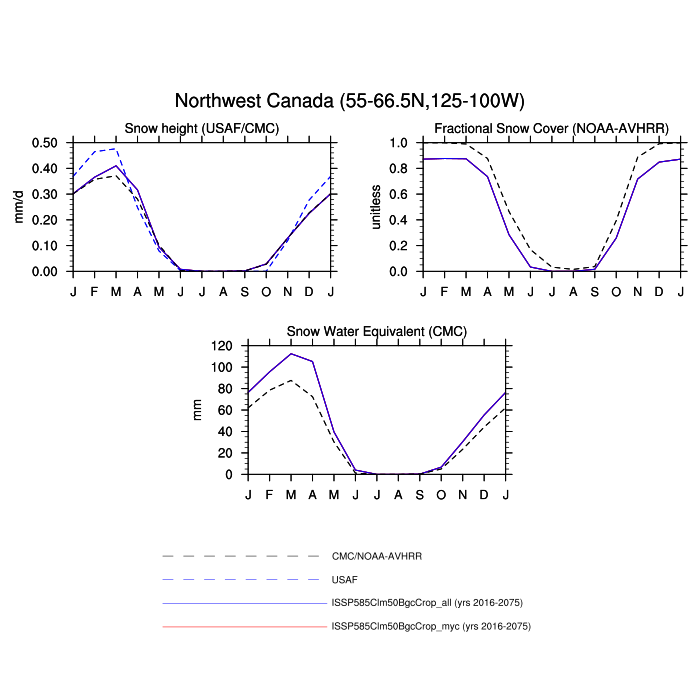 Northwest Canada (55-66.5N,125-100W)
Snow height (USAF/CMC)
mm/d
0.50
0.40
0.30
0.20
0.10
0.00
J F M A M J J A S O N D J
Fractional Snow Cover (NOAA-AVHRR)
unitless
1.0
0.8
0.6
0.4
0.2
0.0
J F M A M J J A S O N D J
Snow Water Equivalent (CMC)
mm
120
100
80
60
40
20
0
J F M A M J J A S O N D J
CMC/NOAA-AVHRR
USAF
ISSP585Clm50BgcCrop_all (yrs 2016-2075)
ISSP585Clm50BgcCrop_myc (yrs 2016-2075)